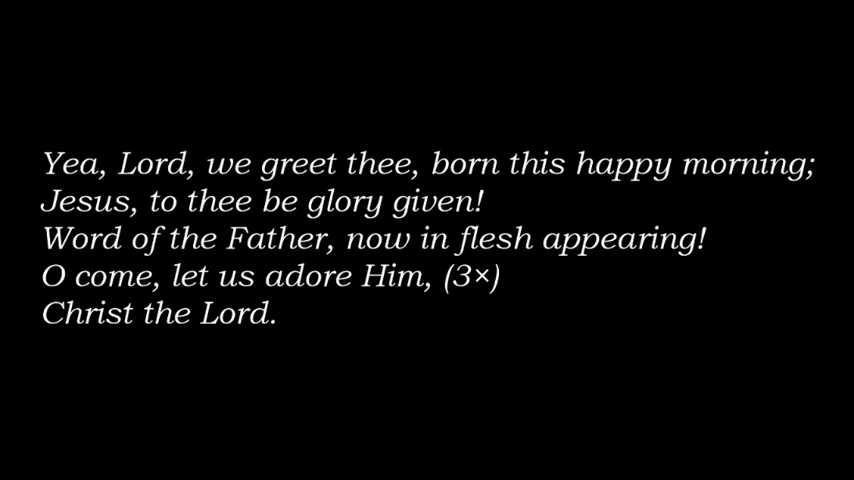 Yea, Lord, we greet thee, born this happy morning;
Jesus, to thee be glory given!
Word of the Father, now in flesh appearing!
O come, let us adore Him, (3×)
Christ the Lord.